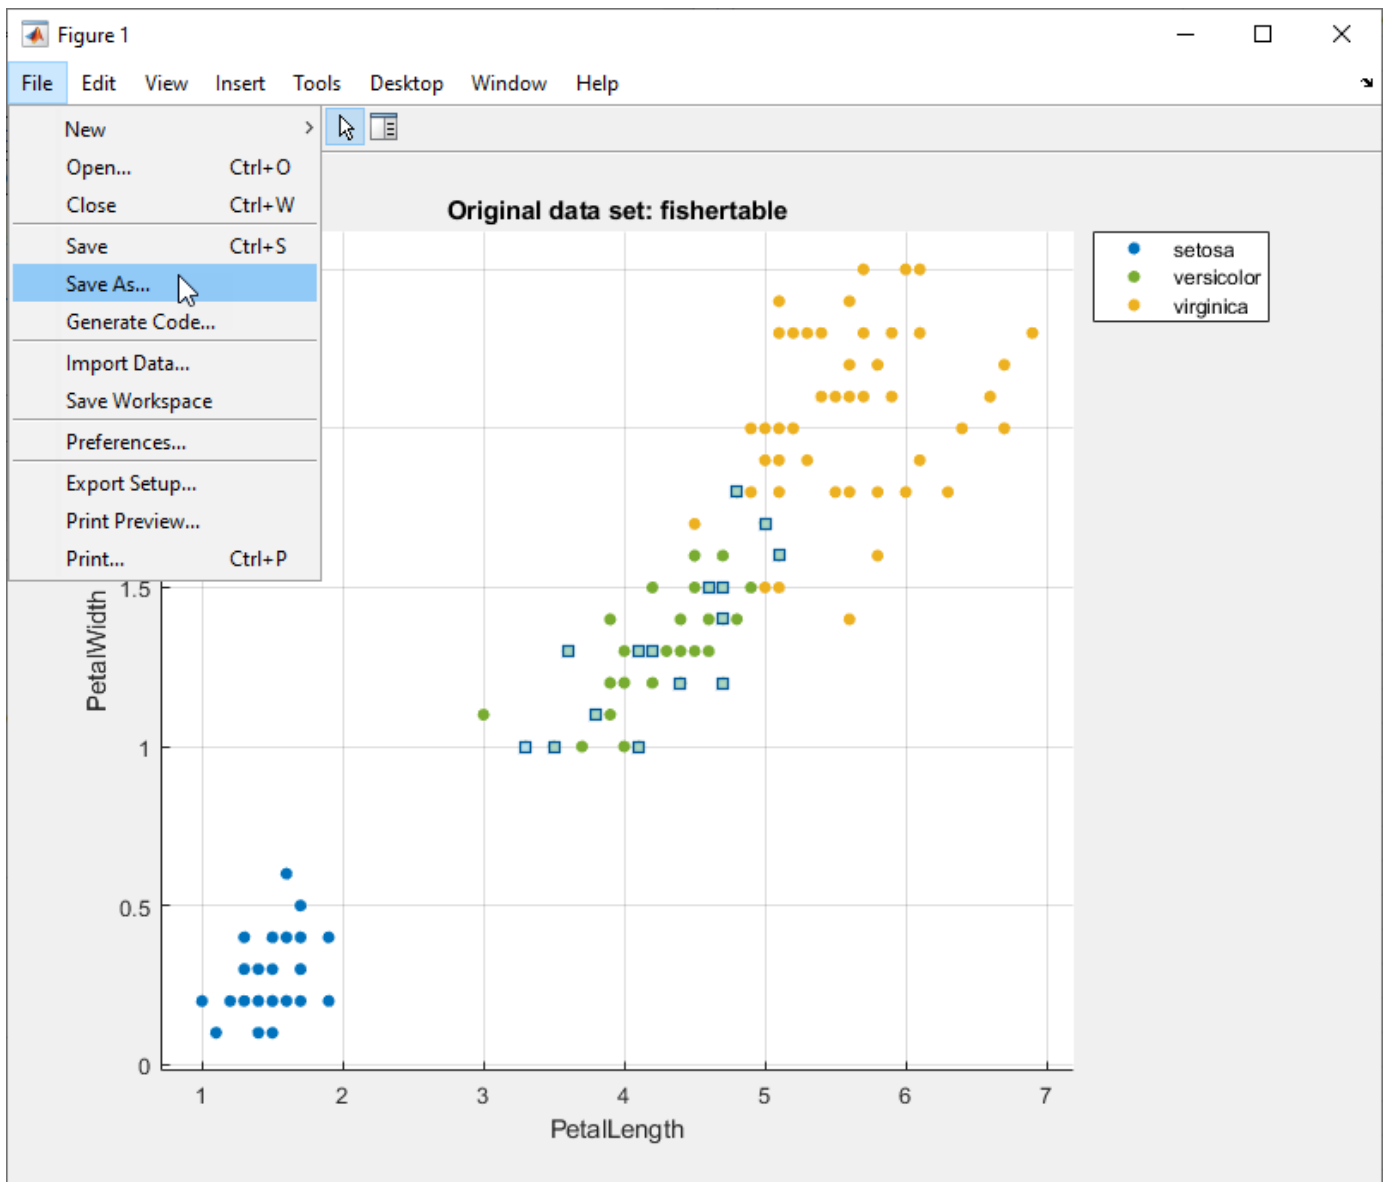 Figure 1
File Edit View Insert Tools Desktop Window Help
New
Open... Ctrl+O
Close Ctrl+W
Save Ctrl+S
Save As...
Generate Code...
Import Data...
Save Workspace
Preferences...
Export Setup...
Print Preview...
Print... Ctrl+P
Original data set: fishertable
setosa
versicolor
virginica
1.5
1
0.5
0
PetalWidth
1 2 3 4 5 6 7
PetalLength